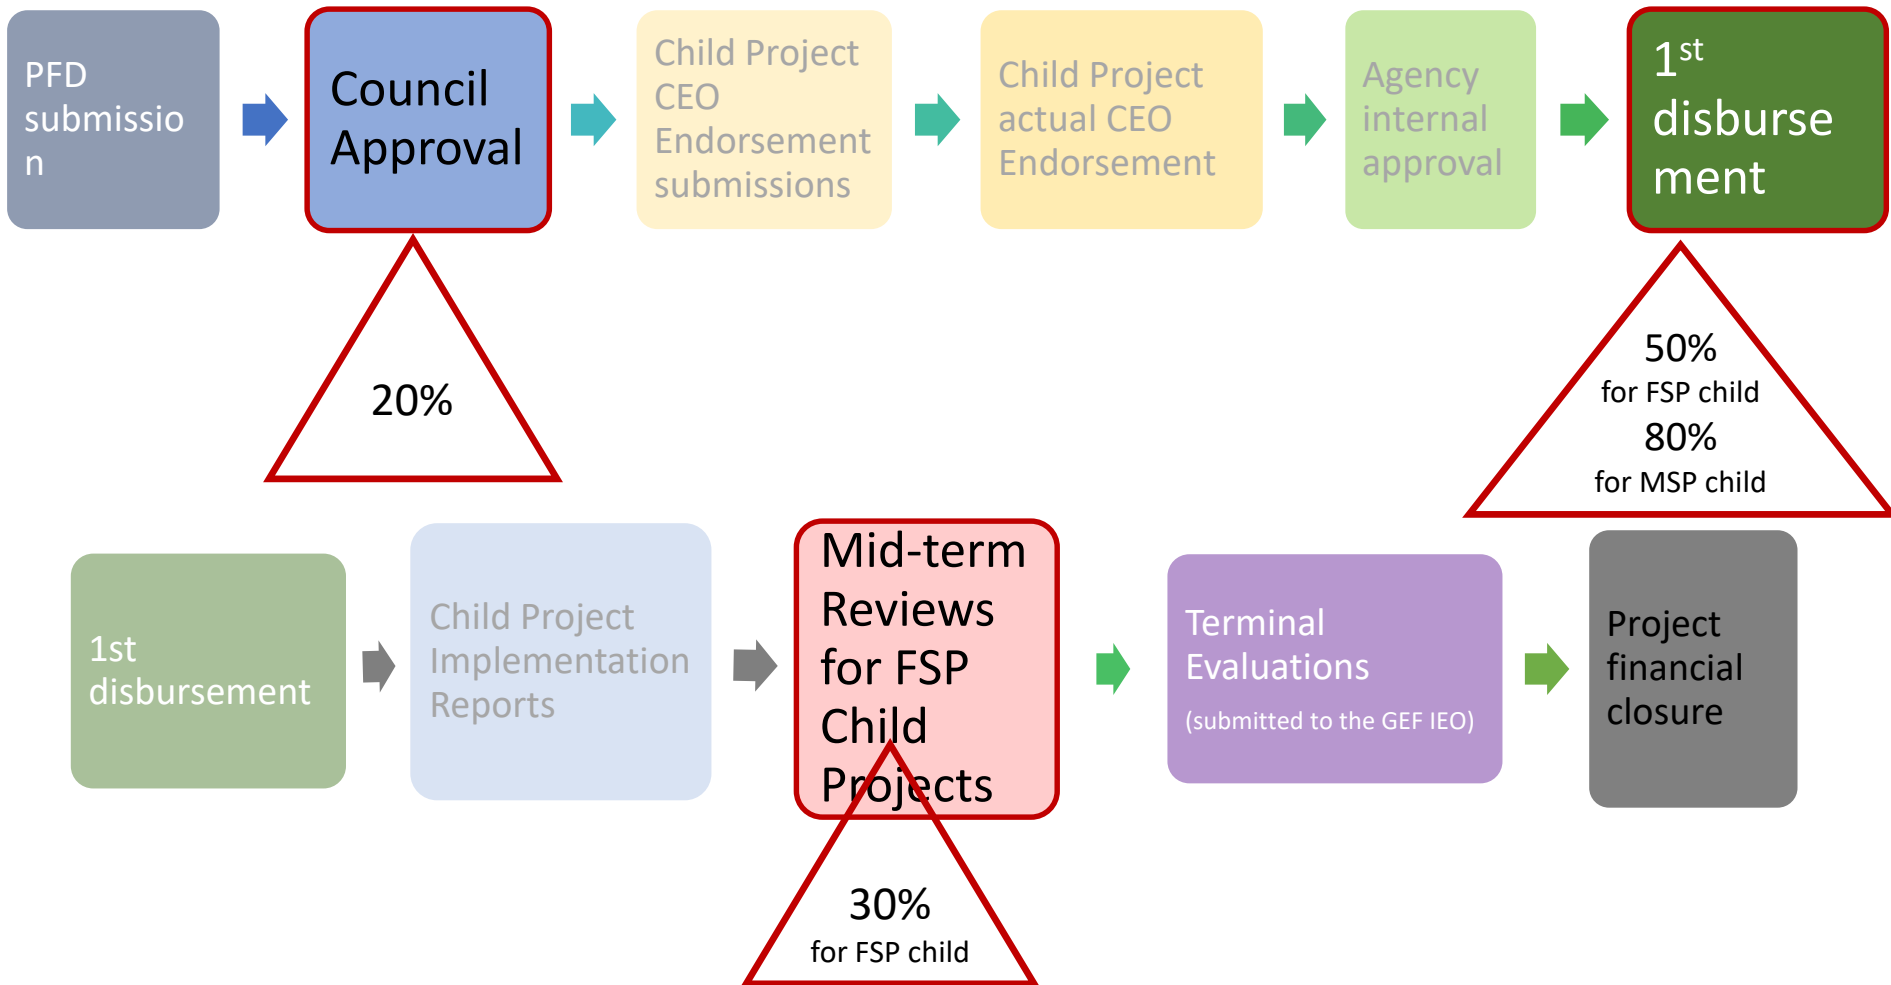 PFD
submissio
n
Council
Approval
Child Project
CEO
Endorsement
submissions
Child Project
actual CEO
Endorsement
Agency
internal
approval
1st
disburse
ment
20%
50%
for FSP child
80%
for MSP child
1st
disbursement
Child Project
Implementation
Reports
Mid-term
Reviews
for FSP
Child
Projects
Terminal
Evaluations
(submitted to the GEF IEO)
Project
financial
closure
30%
for FSP child